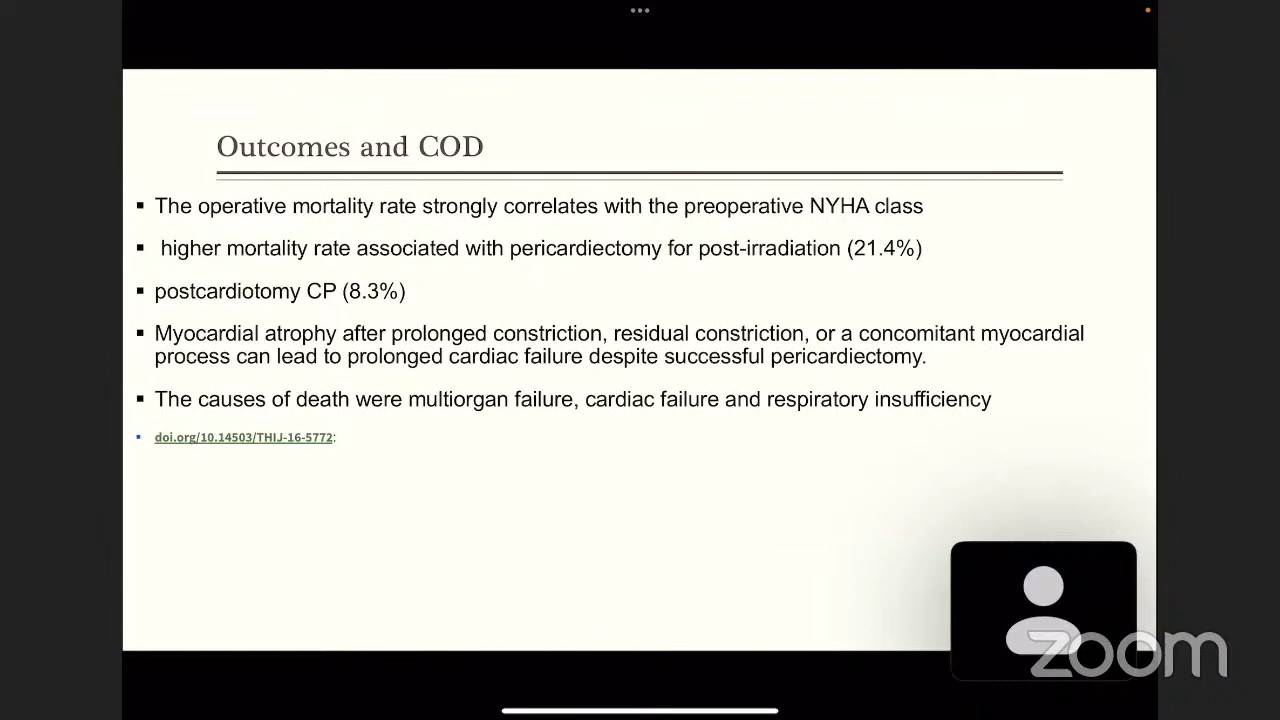 Outcomes and COD
▪ The operative mortality rate strongly correlates with the preoperative NYHA class
▪ higher mortality rate associated with pericardiectomy for post-irradiation (21.4%)
▪ postcardiotomy CP (8.3%)
▪ Myocardial atrophy after prolonged constriction, residual constriction, or a concomitant myocardial
process can lead to prolonged cardiac failure despite successful pericardiectomy.
▪ The causes of death were multiorgan failure, cardiac failure and respiratory insufficiency
▪ doi.org/10.14503/THIJ-16-5772:
zoom